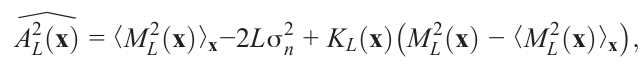 $\widehat{A_L^2(\mathbf{x})} = \langle M_L^2(\mathbf{x}) \rangle_{\mathbf{x}} - 2L\sigma_n^2 + K_L(\mathbf{x}) \left( M_L^2(\mathbf{x}) - \langle M_L^2(\mathbf{x}) \rangle_{\mathbf{x}} \right),$